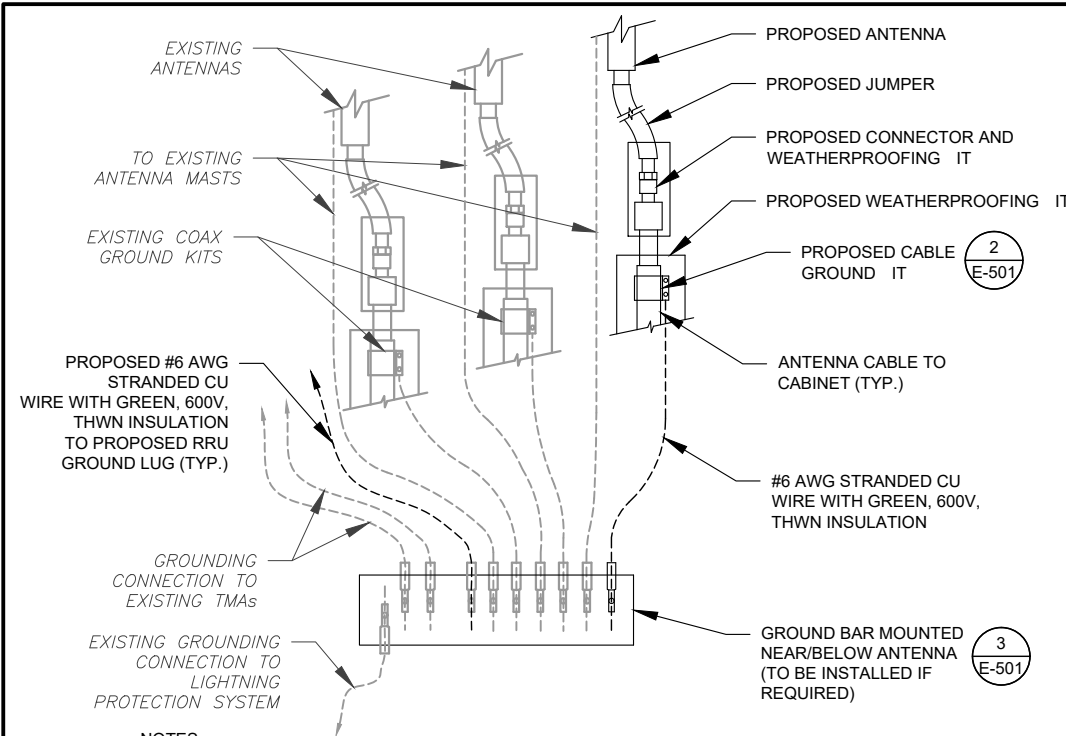 EXISTING
ANTENNAS
TO EXISTING
ANTENNA MASTS
EXISTING COAX
GROUND KITS
PROPOSED #6 AWG
STRANDED CU
WIRE WITH GREEN, 600V,
THWN INSULATION
TO PROPOSED RRU
GROUND LUG (TYP.)
GROUNDING
CONNECTION TO
EXISTING TMAs
EXISTING GROUNDING
CONNECTION TO
LIGHTNING
PROTECTION SYSTEM
NOTES
PROPOSED ANTENNA
PROPOSED JUMPER
PROPOSED CONNECTOR AND
WEATHERPROOFING IT
PROPOSED WEATHERPROOFING IT
PROPOSED CABLE
GROUND IT
2
E-501
ANTENNA CABLE TO
CABINET (TYP.)
#6 AWG STRANDED CU
WIRE WITH GREEN, 600V,
THWN INSULATION
GROUND BAR MOUNTED
NEAR/BELOW ANTENNA
(TO BE INSTALLED IF
REQUIRED)
3
E-501